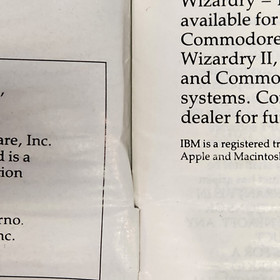 ,
are, Inc.
d is a
tion
rno.
nc.
Wizardry –
available for
Commodore
Wizardry II,
and Commo
systems. Co
dealer for fu
IBM is a registered tr
Apple and Macintosh